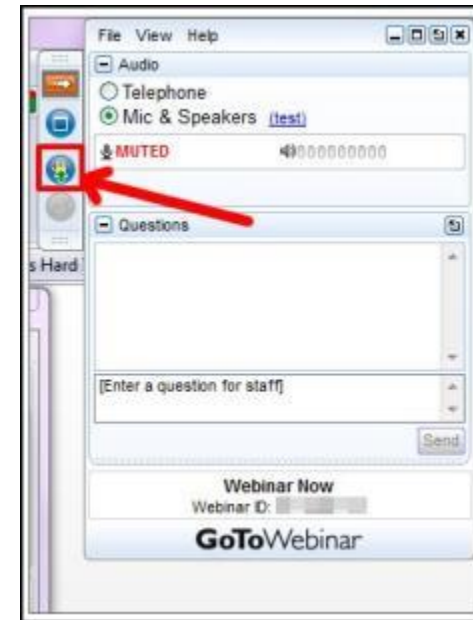 File View Help
Audio
Telephone
Mic & Speakers (test)
MUTED
s Hard
Questions
[Enter a question for staff]
Send
Webinar Now
Webinar ID:
GoToWebinar